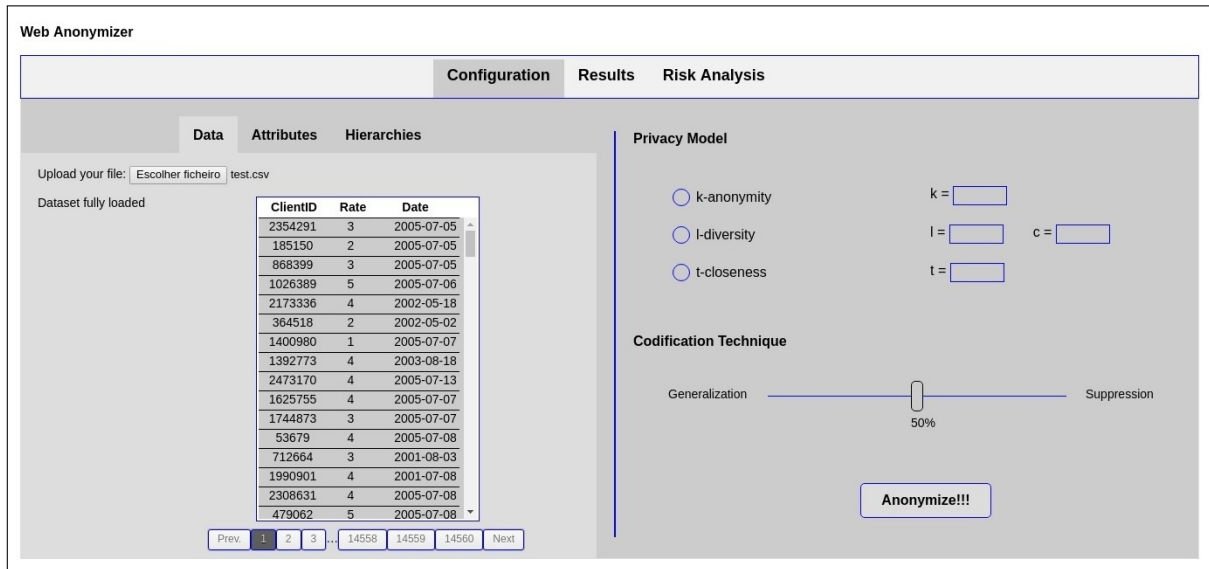 Web Anonymizer
Configuration Results Risk Analysis
Data Attributes Hierarchies
Upload your file: Escolher ficheiro test.csv
Dataset fully loaded
ClientID Rate Date
2354291 3 2005-07-05
185150 2 2005-07-05
868399 3 2005-07-05
1026389 5 2005-07-06
2173336 4 2002-05-18
364518 2 2002-05-02
1400980 1 2005-07-07
1392773 4 2003-08-18
2473170 4 2005-07-13
1625755 4 2005-07-07
1744873 3 2005-07-07
53679 4 2005-07-08
712664 3 2001-08-03
1990901 4 2001-07-08
2308631 4 2005-07-08
479062 5 2005-07-08
Prev. 1 2 3 ... 14558 14559 14560 Next
Privacy Model
k-anonymity k =
l-diversity l = c =
t-closeness t =
Codification Technique
Generalization Suppression
50%
Anonymize!!!